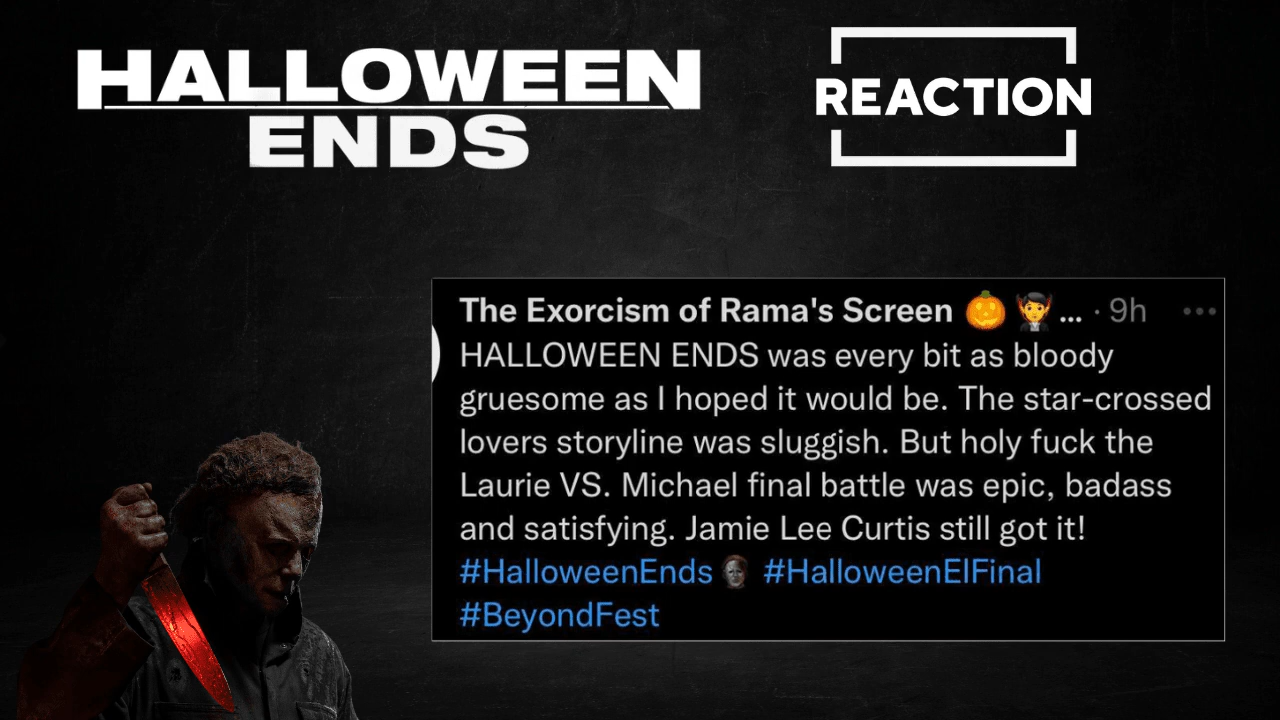 HALLOWEEN
ENDS
REACTION
The Exorcism of Rama's Screen 🎃 🧛 ... · 9h
HALLOWEEN ENDS was every bit as bloody
gruesome as I hoped it would be. The star-crossed
lovers storyline was sluggish. But holy fuck the
Laurie VS. Michael final battle was epic, badass
and satisfying. Jamie Lee Curtis still got it!
#HalloweenEnds #HalloweenElFinal
#BeyondFest